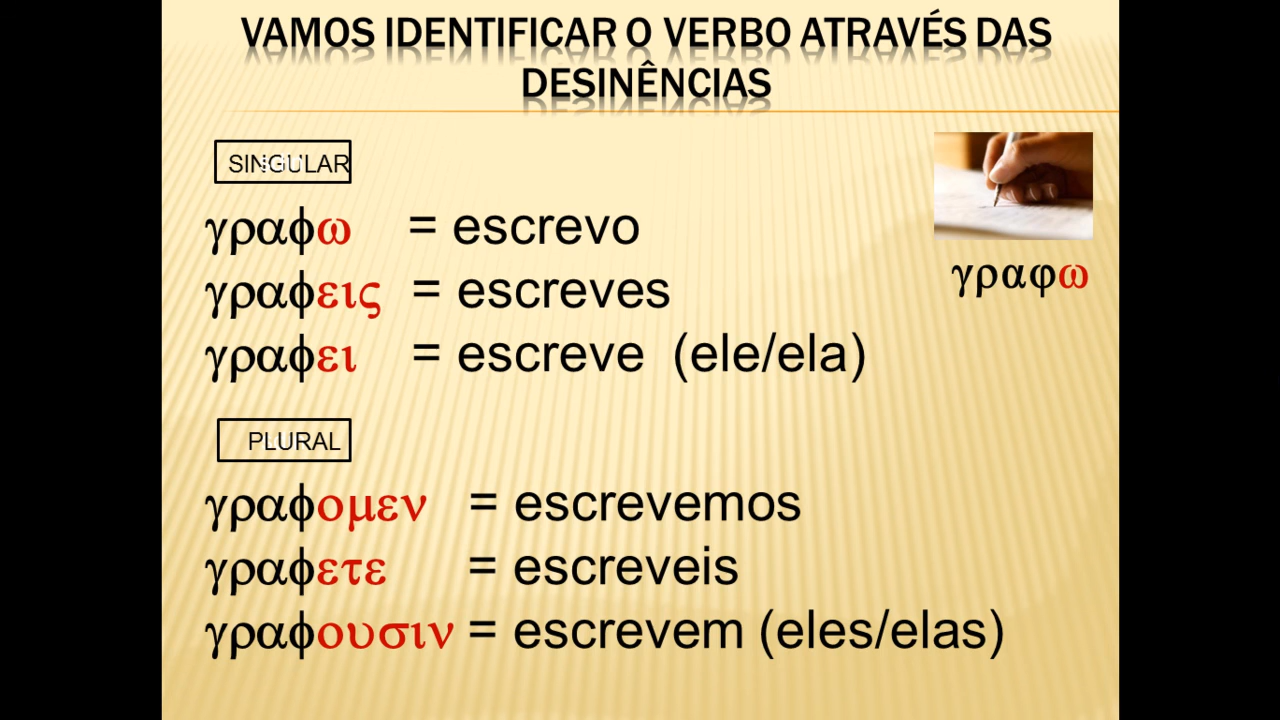 VAMOS IDENTIFICAR O VERBO ATRAVÉS DAS
DESINÊNCIAS
SINGULAR
γραφω = escrevo
γραφεις = escreves
γραφει = escreve (ele/ela)
γραφω
PLURAL
γραφομεν = escrevemos
γραφετε = escreveis
γραφουσιν = escrevem (eles/elas)